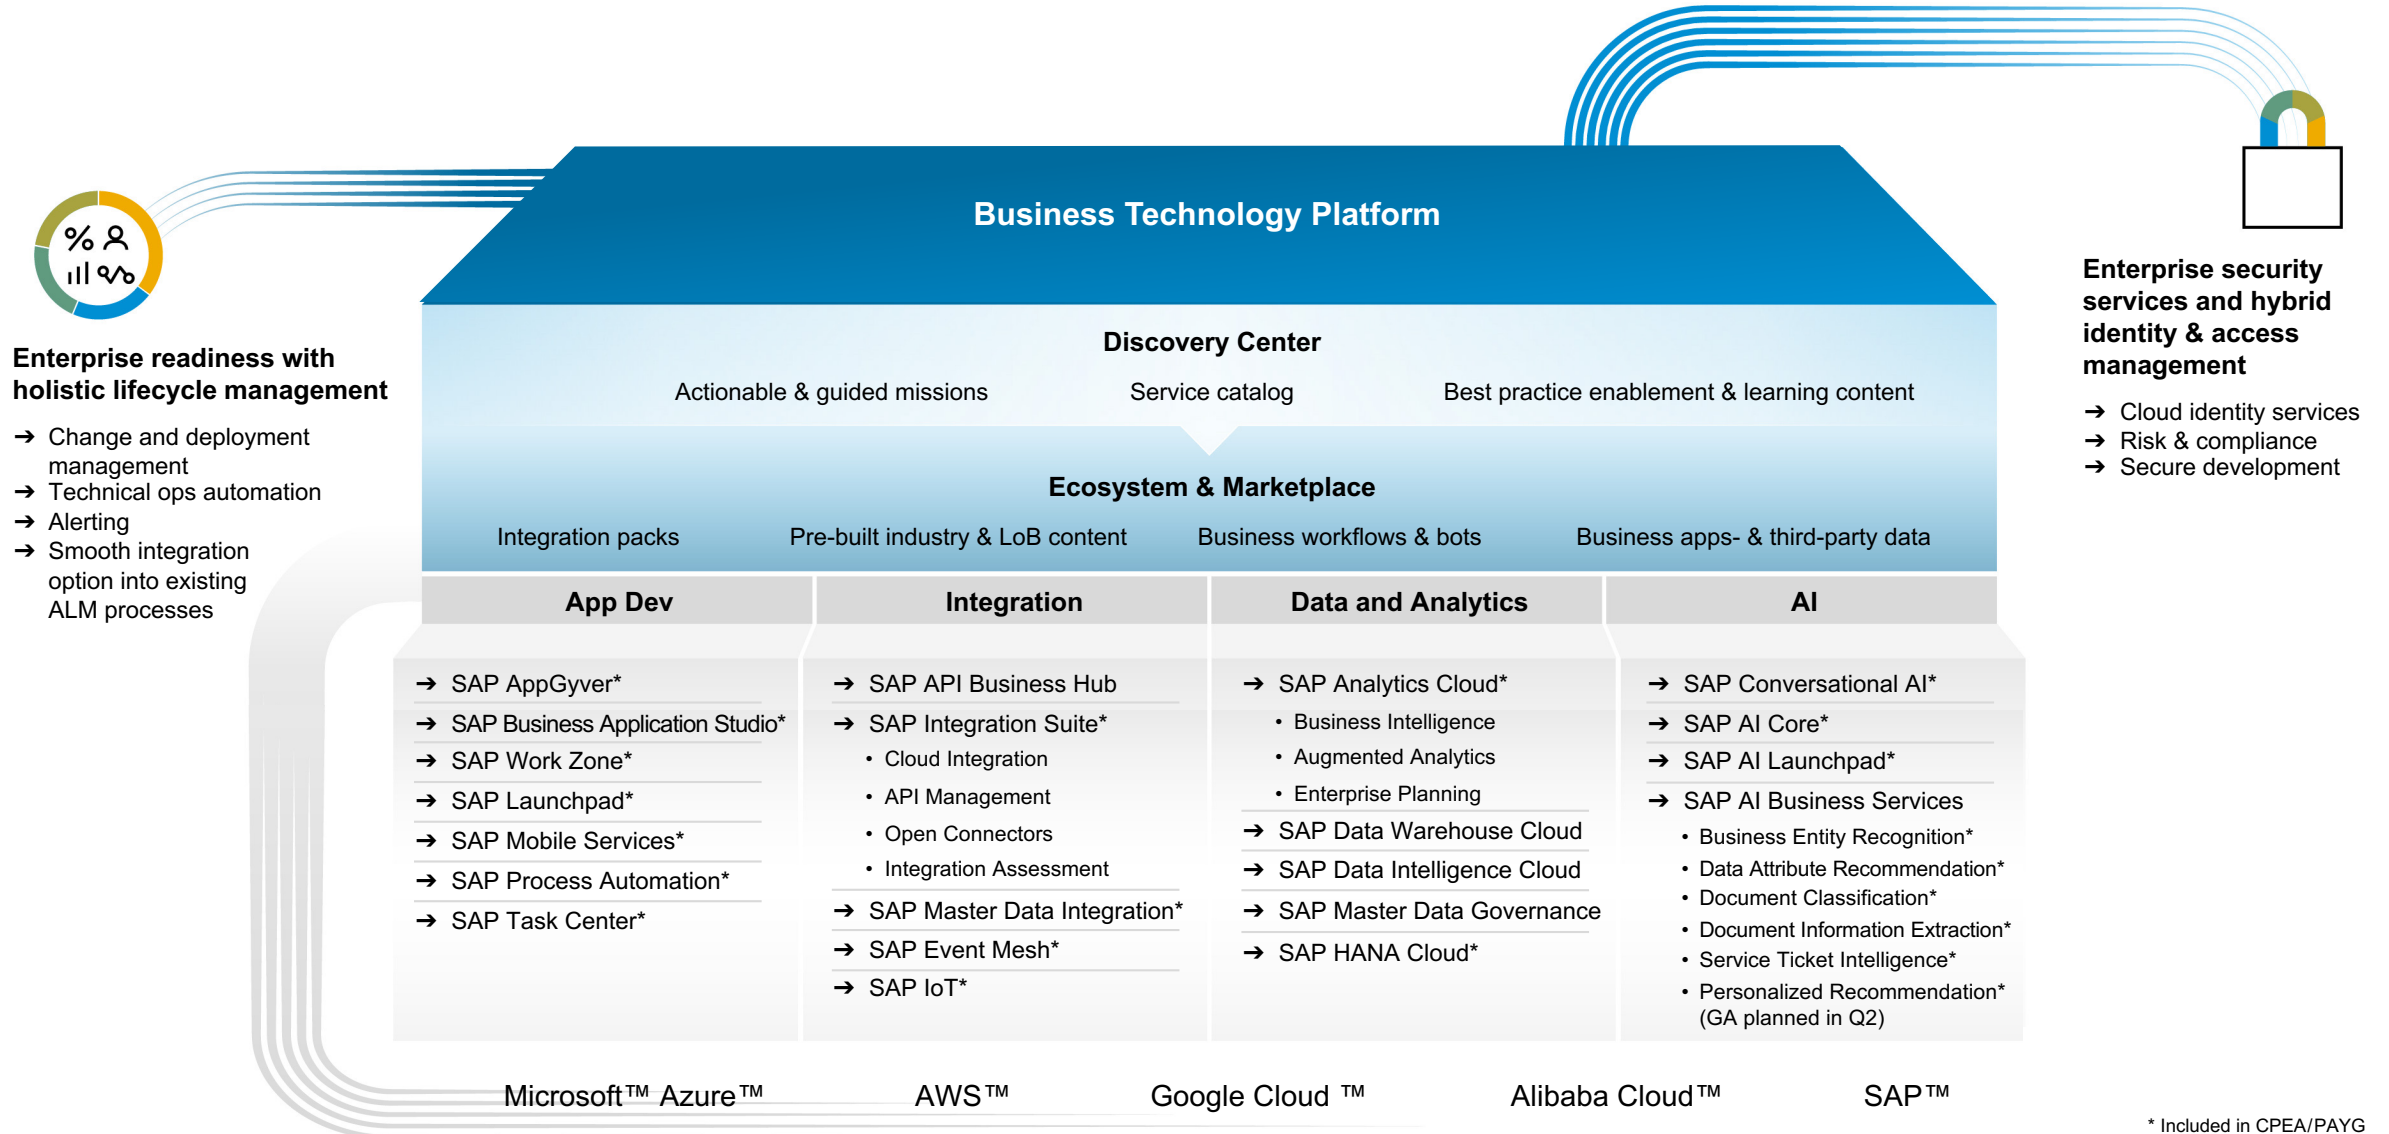 Business Technology Platform
Enterprise readiness with
holistic lifecycle management
➔ Change and deployment
management
➔ Technical ops automation
➔ Alerting
➔ Smooth integration
option into existing
ALM processes
Enterprise security
services and hybrid
identity & access
management
➔ Cloud identity services
➔ Risk & compliance
➔ Secure development
Discovery Center
Actionable & guided missions
Service catalog
Best practice enablement & learning content
Ecosystem & Marketplace
Integration packs
Pre-built industry & LoB content
Business workflows & bots
Business apps- & third-party data
App Dev
➔ SAP AppGyver*
➔ SAP Business Application Studio*
➔ SAP Work Zone*
➔ SAP Launchpad*
➔ SAP Mobile Services*
➔ SAP Process Automation*
➔ SAP Task Center*
Integration
➔ SAP API Business Hub
➔ SAP Integration Suite*
• Cloud Integration
• API Management
• Open Connectors
• Integration Assessment
➔ SAP Master Data Integration*
➔ SAP Event Mesh*
➔ SAP IoT*
Data and Analytics
➔ SAP Analytics Cloud*
• Business Intelligence
• Augmented Analytics
• Enterprise Planning
➔ SAP Data Warehouse Cloud
➔ SAP Data Intelligence Cloud
➔ SAP Master Data Governance
➔ SAP HANA Cloud*
AI
➔ SAP Conversational AI*
➔ SAP AI Core*
➔ SAP AI Launchpad*
➔ SAP AI Business Services
• Business Entity Recognition*
• Data Attribute Recommendation*
• Document Classification*
• Document Information Extraction*
• Service Ticket Intelligence*
• Personalized Recommendation*
(GA planned in Q2)
Microsoft™ Azure™
AWS™
Google Cloud ™
Alibaba Cloud™
SAP™
* Included in CPEA/PAYG